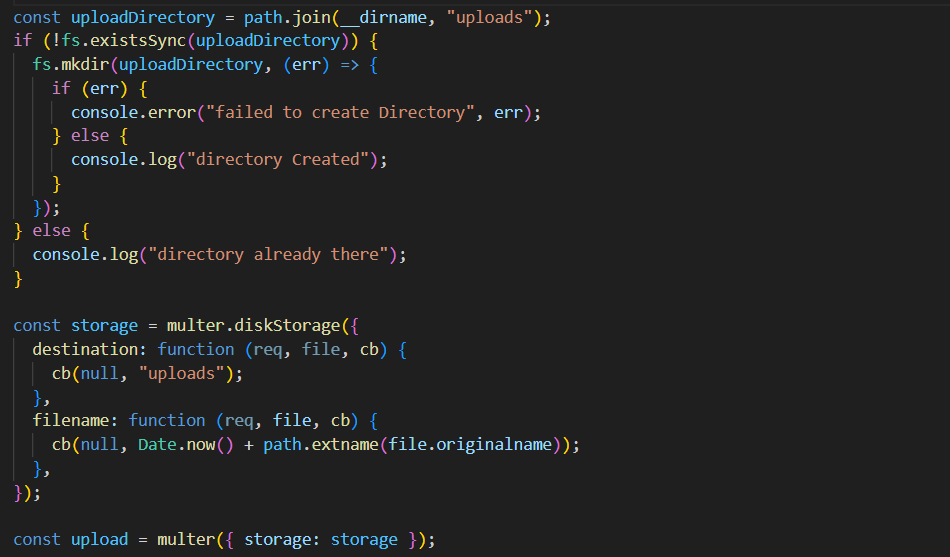 const uploadDirectory = path.join(__dirname, "uploads");
if (!fs.existsSync(uploadDirectory)) {
  fs.mkdir(uploadDirectory, (err) => {
    if (err) {
      console.error("failed to create Directory", err);
    } else {
      console.log("directory Created");
    }
  });
} else {
  console.log("directory already there");
}

const storage = multer.diskStorage({
  destination: function (req, file, cb) {
    cb(null, "uploads");
  },
  filename: function (req, file, cb) {
    cb(null, Date.now() + path.extname(file.originalname));
  },
});

const upload = multer({ storage: storage });